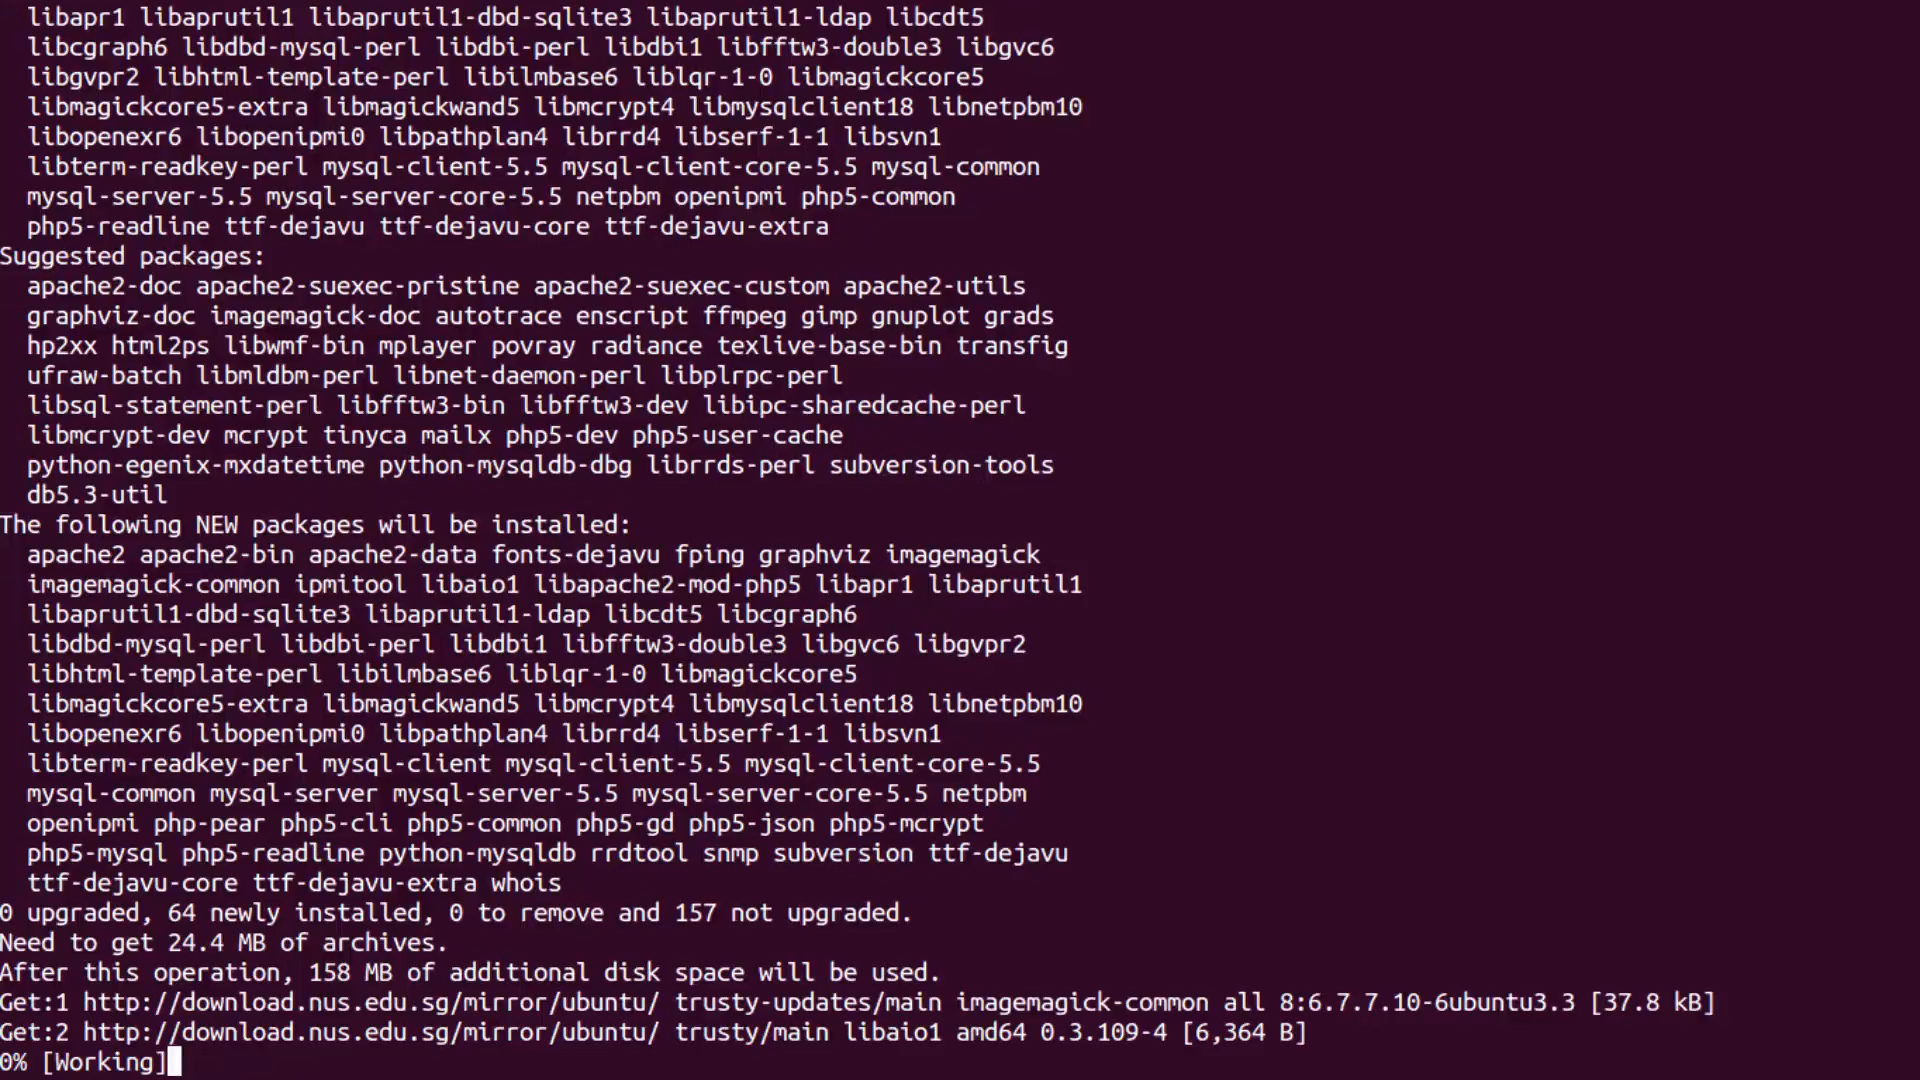 libapr1 libaprutil1 libaprutil1-dbd-sqlite3 libaprutil1-ldap libcdt5
libcgraph6 libdbd-mysql-perl libdbi-perl libdbi1 libfftw3-double3 libgvc6
libgvpr2 libhtml-template-perl libilmbase6 liblqr-1-0 libmagickcore5
libmagickcore5-extra libmagickwand5 libmcrypt4 libmysqlclient18 libnetpbm10
libopenexr6 libopenipmi0 libpathplan4 librrd4 libserf-1-1 libsvn1
libterm-readkey-perl mysql-client-5.5 mysql-client-core-5.5 mysql-common
mysql-server-5.5 mysql-server-core-5.5 netpbm openipmi php5-common
php5-readline ttf-dejavu ttf-dejavu-core ttf-dejavu-extra
Suggested packages:
apache2-doc apache2-suexec-pristine apache2-suexec-custom apache2-utils
graphviz-doc imagemagick-doc autotrace enscript ffmpeg gimp gnuplot grads
hp2xx html2ps libwmf-bin mplayer povray radiance texlive-base-bin transfig
ufraw-batch libmldbm-perl libnet-daemon-perl libplrpc-perl
libsql-statement-perl libfftw3-bin libfftw3-dev libipc-sharedcache-perl
libmcrypt-dev mcrypt tinyca mailx php5-dev php5-user-cache
python-egenix-mxdatetime python-mysqldb-dbg librrds-perl subversion-tools
db5.3-util
The following NEW packages will be installed:
apache2 apache2-bin apache2-data fonts-dejavu fping graphviz imagemagick
imagemagick-common ipmitool libaio1 libapache2-mod-php5 libapr1 libaprutil1
libaprutil1-dbd-sqlite3 libaprutil1-ldap libcdt5 libcgraph6
libdbd-mysql-perl libdbi-perl libdbi1 libfftw3-double3 libgvc6 libgvpr2
libhtml-template-perl libilmbase6 liblqr-1-0 libmagickcore5
libmagickcore5-extra libmagickwand5 libmcrypt4 libmysqlclient18 libnetpbm10
libopenexr6 libopenipmi0 libpathplan4 librrd4 libserf-1-1 libsvn1
libterm-readkey-perl mysql-client mysql-client-5.5 mysql-client-core-5.5
mysql-common mysql-server mysql-server-5.5 mysql-server-core-5.5 netpbm
openipmi php-pear php5-cli php5-common php5-gd php5-json php5-mcrypt
php5-mysql php5-readline python-mysqldb rrdtool snmp subversion ttf-dejavu
ttf-dejavu-core ttf-dejavu-extra whois
0 upgraded, 64 newly installed, 0 to remove and 157 not upgraded.
Need to get 24.4 MB of archives.
After this operation, 158 MB of additional disk space will be used.
Get:1 http://download.nus.edu.sg/mirror/ubuntu/ trusty-updates/main imagemagick-common all 8:6.7.7.10-6ubuntu3.3 [37.8 kB]
Get:2 http://download.nus.edu.sg/mirror/ubuntu/ trusty/main libaio1 amd64 0.3.109-4 [6,364 B]
0% [Working]